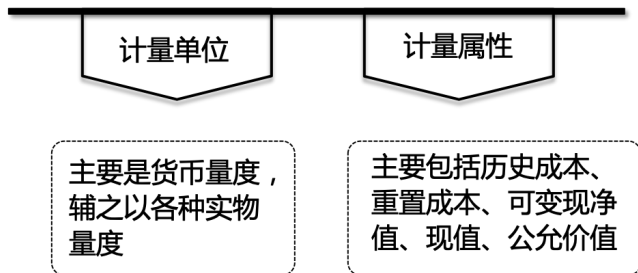 计量单位
计量属性
主要是货币量度，
辅之以各种实物
量度
主要包括历史成本、
重置成本、可变现净
值、现值、公允价值